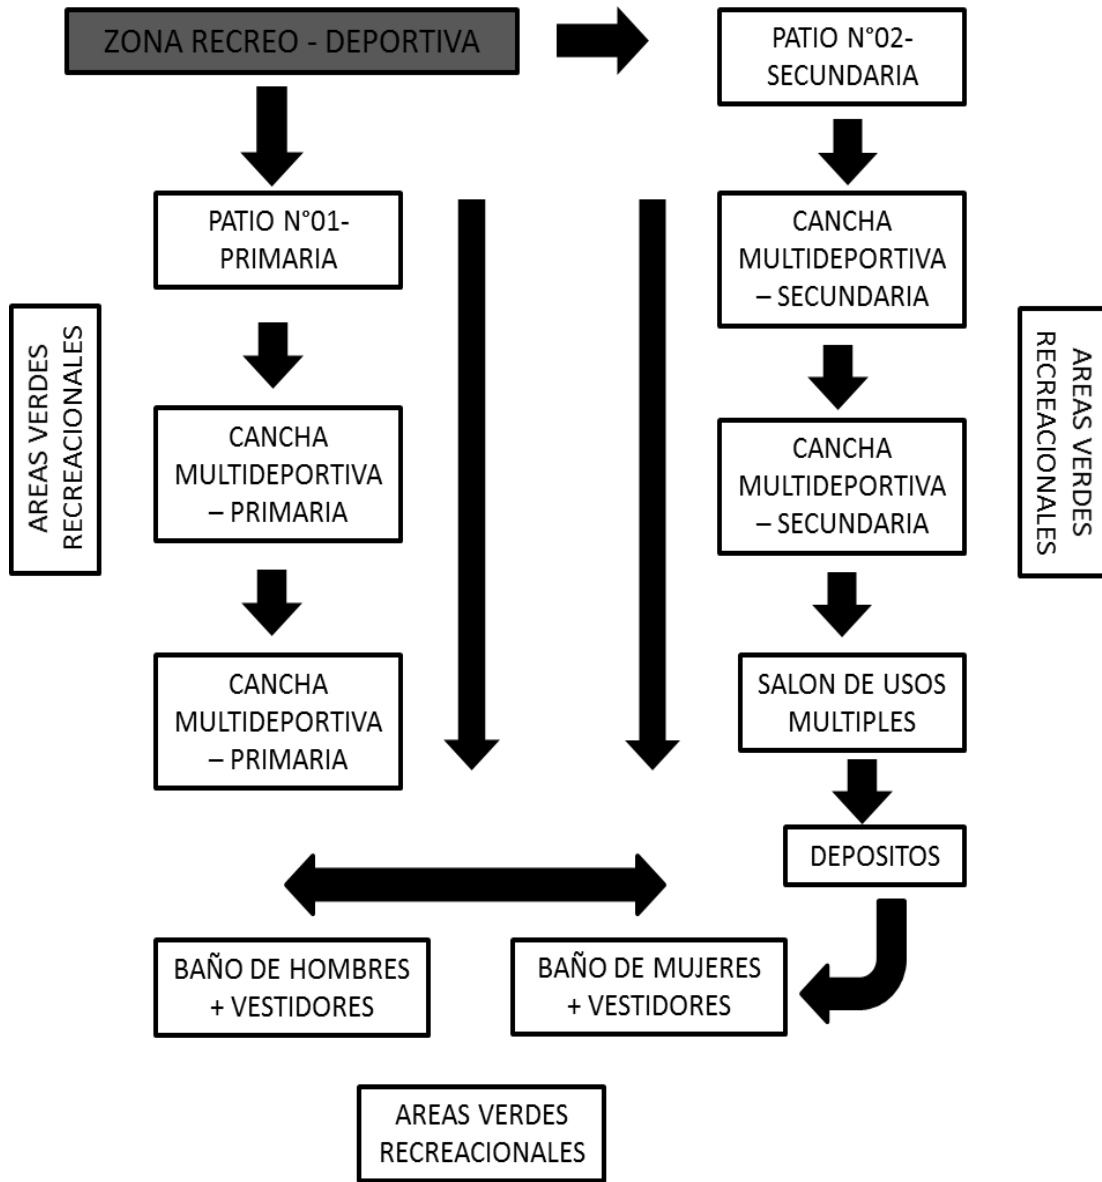 ZONA RECREO - DEPORTIVA
PATIO N°02-
SECUNDARIA
PATIO N°01-
PRIMARIA
CANCHA
MULTIDEPORTIVA
– SECUNDARIA
AREAS VERDES
RECREACIONALES
AREAS VERDES
RECREACIONALES
CANCHA
MULTIDEPORTIVA
– PRIMARIA
CANCHA
MULTIDEPORTIVA
– SECUNDARIA
CANCHA
MULTIDEPORTIVA
– PRIMARIA
SALON DE USOS
MULTIPLES
DEPOSITOS
BAÑO DE HOMBRES
+ VESTIDORES
BAÑO DE MUJERES
+ VESTIDORES
AREAS VERDES
RECREACIONALES